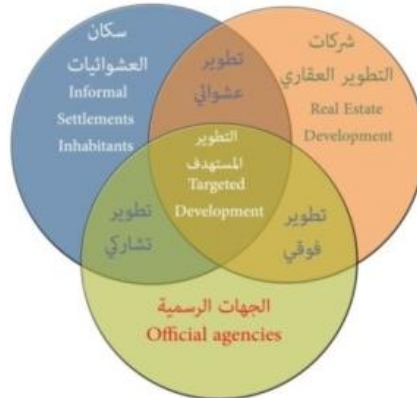 سكان
العشوائيات
Informal
Settlements
Inhabitants
شركات
التطوير العقاري
Real Estate
Development
تطوير
عشوائي
التطوير
المستهدف
Targeted
Development
تطوير
تشاركي
تطوير
فوقي
الجهات الرسمية
Official agencies